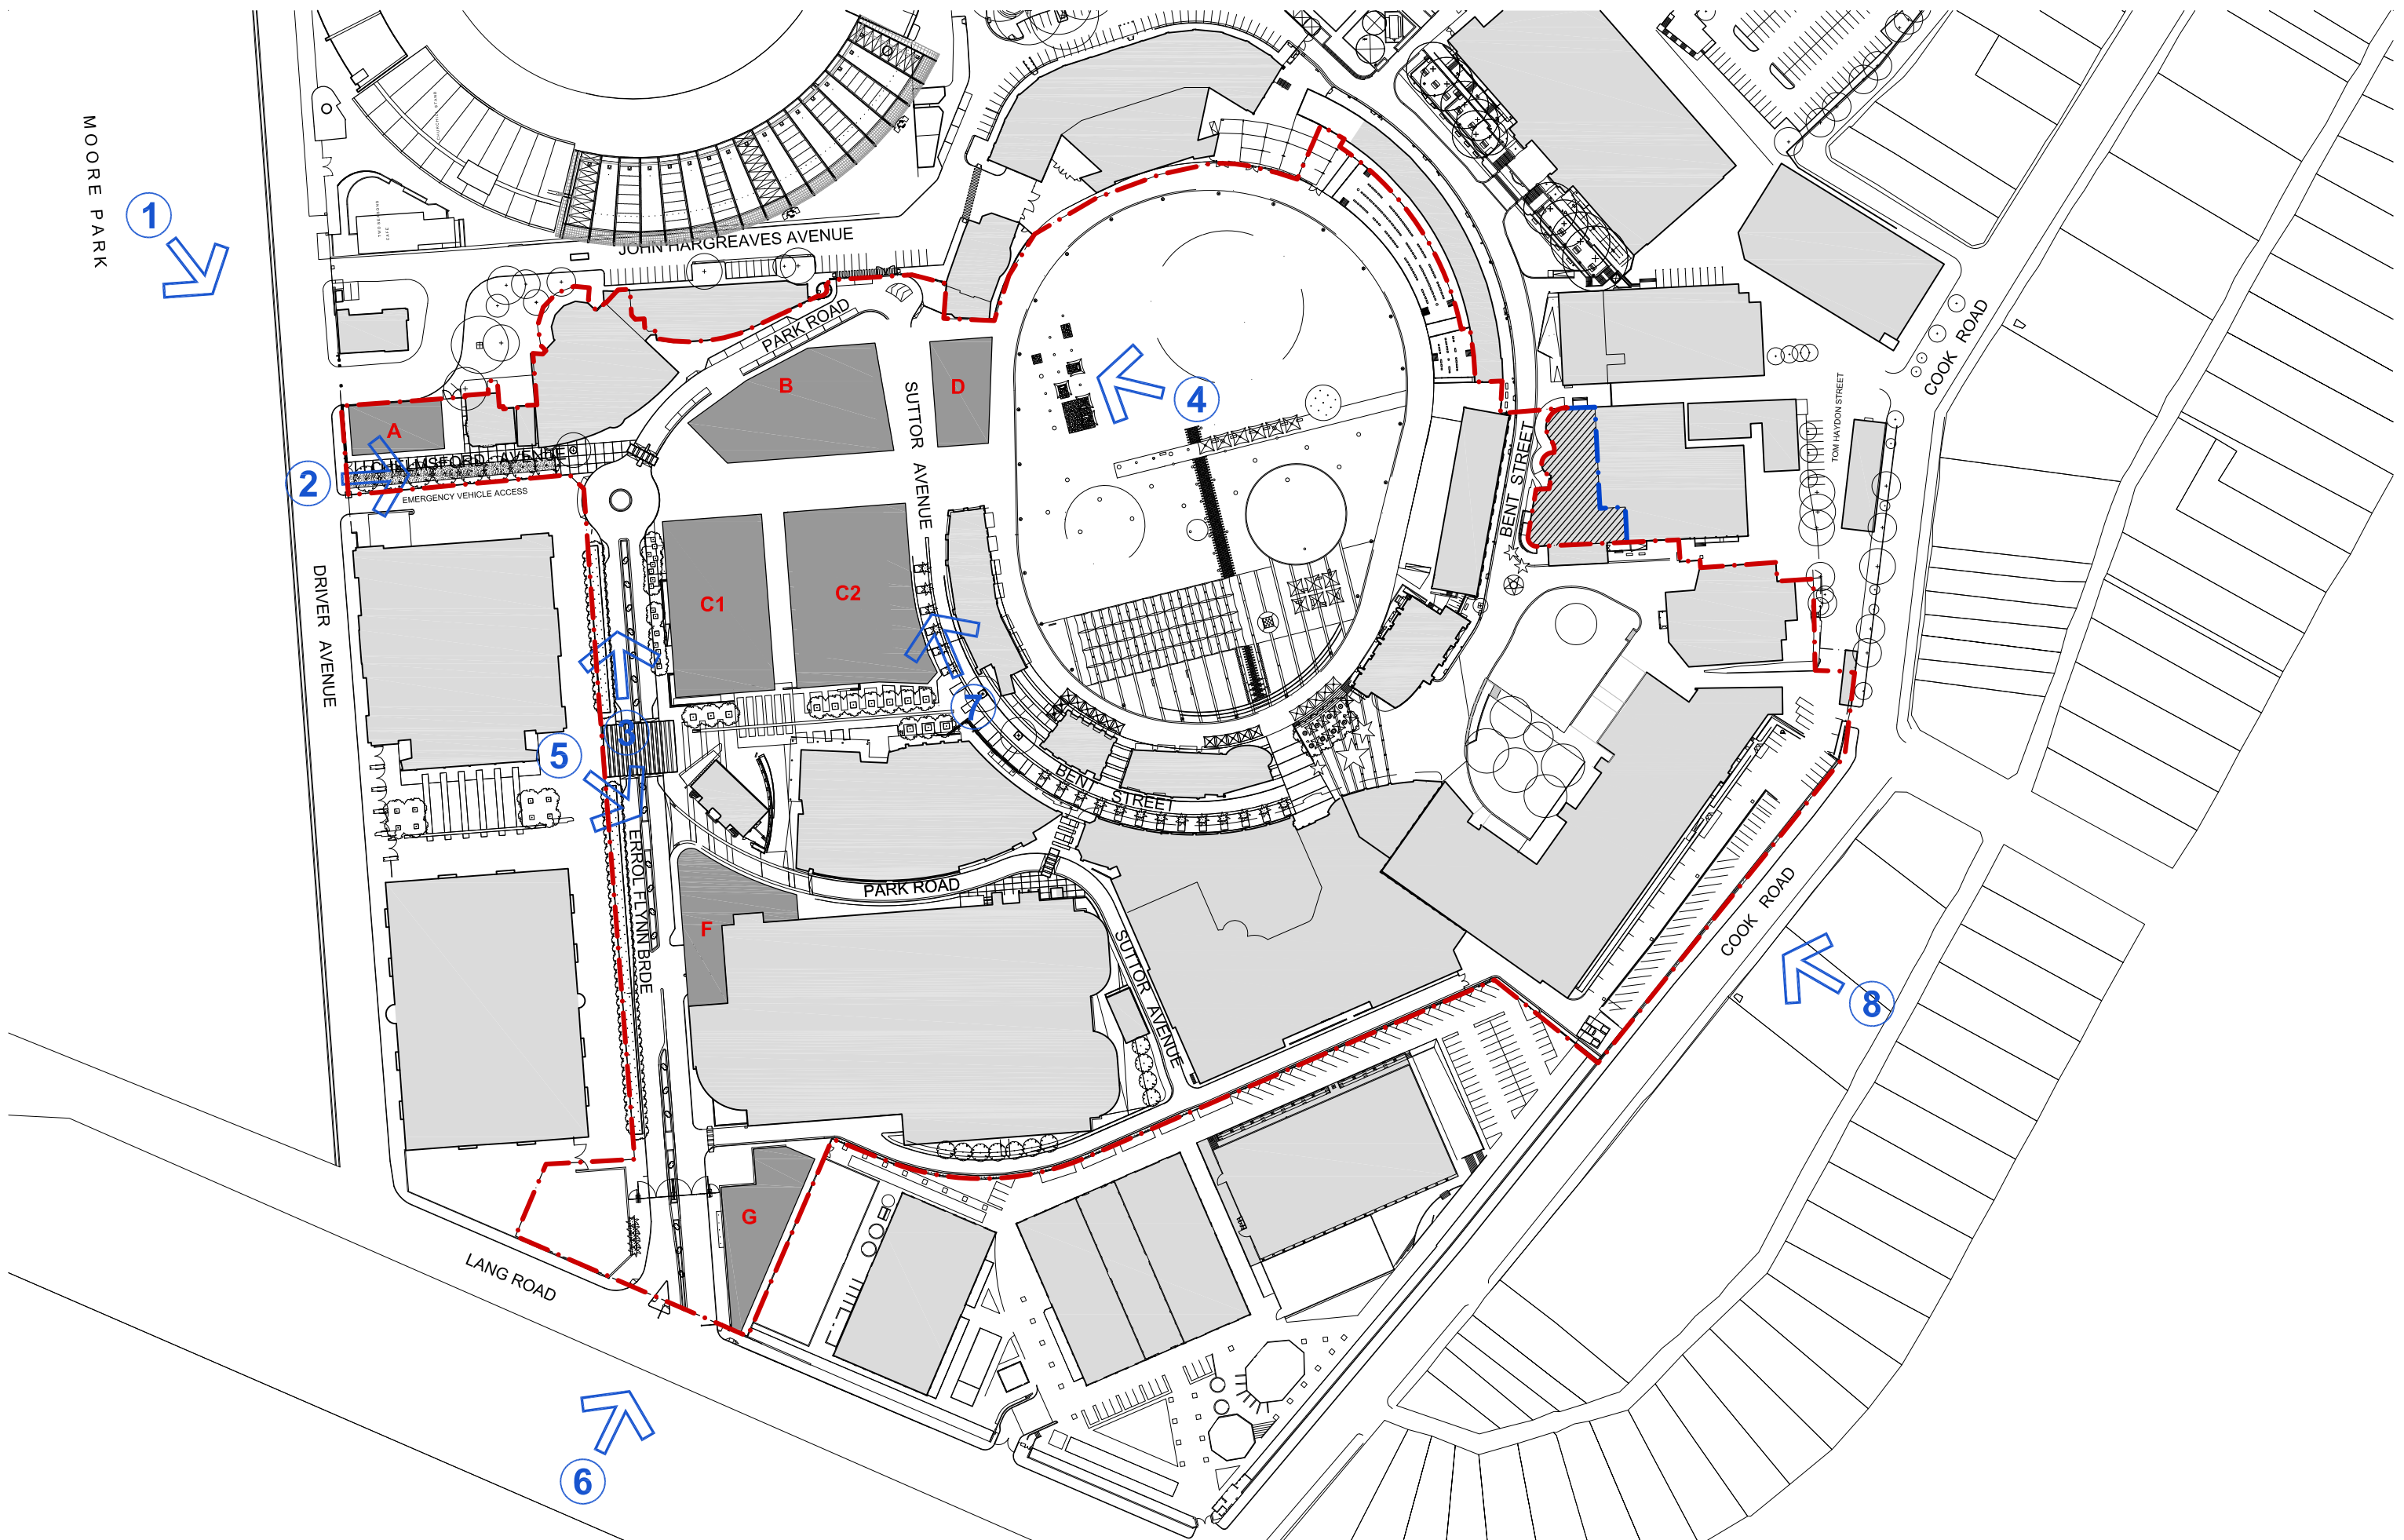 MOORE PARK
1
JOHN HARGREAVES AVENUE
PARK ROAD
COOK ROAD
B
D
4
SUTTOR AVENUE
TOM HAYDON STREET
A
CHELMSFORD AVENUE
2
EMERGENCY VEHICLE ACCESS
BENT STREET
DRIVER AVENUE
C1
C2
7
3
5
BENT STREET
ERROL FLYNN BRDE
PARK ROAD
F
COOK ROAD
SUTTOR AVENUE
8
G
LANG ROAD
6